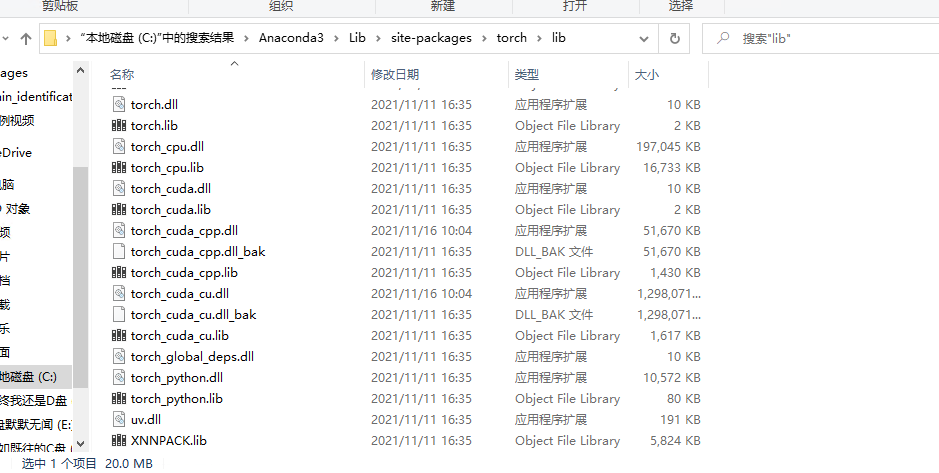 剪贴板 组织 新建 打开 选择
“本地磁盘 (C:)”中的搜索结果 Anaconda3 Lib site-packages torch lib 搜索"lib"
名称 修改日期 类型 大小
torch.dll 2021/11/11 16:35 应用程序扩展 10 KB
torch.lib 2021/11/11 16:35 Object File Library 2 KB
torch_cpu.dll 2021/11/11 16:35 应用程序扩展 197,045 KB
torch_cpu.lib 2021/11/11 16:35 Object File Library 16,733 KB
torch_cuda.dll 2021/11/11 16:35 应用程序扩展 10 KB
torch_cuda.lib 2021/11/11 16:35 Object File Library 2 KB
torch_cuda_cpp.dll 2021/11/16 10:04 应用程序扩展 51,670 KB
torch_cuda_cpp.dll_bak 2021/11/11 16:35 DLL_BAK 文件 51,670 KB
torch_cuda_cpp.lib 2021/11/11 16:35 Object File Library 1,430 KB
torch_cuda_cu.dll 2021/11/16 10:04 应用程序扩展 1,298,071...
torch_cuda_cu.dll_bak 2021/11/11 16:35 DLL_BAK 文件 1,298,071...
torch_cuda_cu.lib 2021/11/11 16:35 Object File Library 1,617 KB
torch_global_deps.dll 2021/11/11 16:35 应用程序扩展 10 KB
torch_python.dll 2021/11/11 16:35 应用程序扩展 10,572 KB
torch_python.lib 2021/11/11 16:35 Object File Library 80 KB
uv.dll 2021/11/11 16:35 应用程序扩展 191 KB
XNNPACK.lib 2021/11/11 16:35 Object File Library 5,824 KB
ages
in_identificat
例视频
eDrive
电脑
对象
频
片
档
载
乐
面
地磁盘 (C:)
终我还是D盘
盘默默无闻 (E:
如既往的C盘
选中 1 个项目 20.0 MB